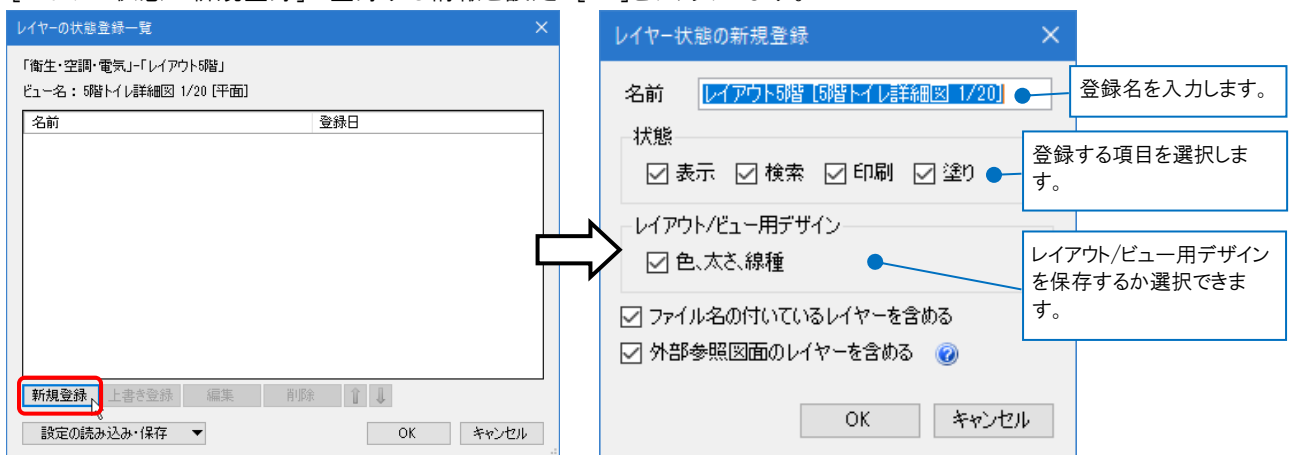 レイヤーの状態登録一覧
「衛生・空調・電気」-「レイアウト5階」
ビュー名: 5階トイレ詳細図 1/20 [平面]
名前 登録日
新規登録 上書き登録 編集 削除
設定の読み込み・保存 OK キャンセル
レイヤー状態の新規登録
名前 レイアウト5階 [5階トイレ詳細図 1/20]
登録名を入力します。
状態
表示 検索 印刷 塗り
登録する項目を選択しま
す。
レイアウト/ビュー用デザイン
色、太さ、線種
レイアウト/ビュー用デザイン
を保存するか選択できま
す。
ファイル名の付いているレイヤーを含める
外部参照図面のレイヤーを含める ?
OK キャンセル